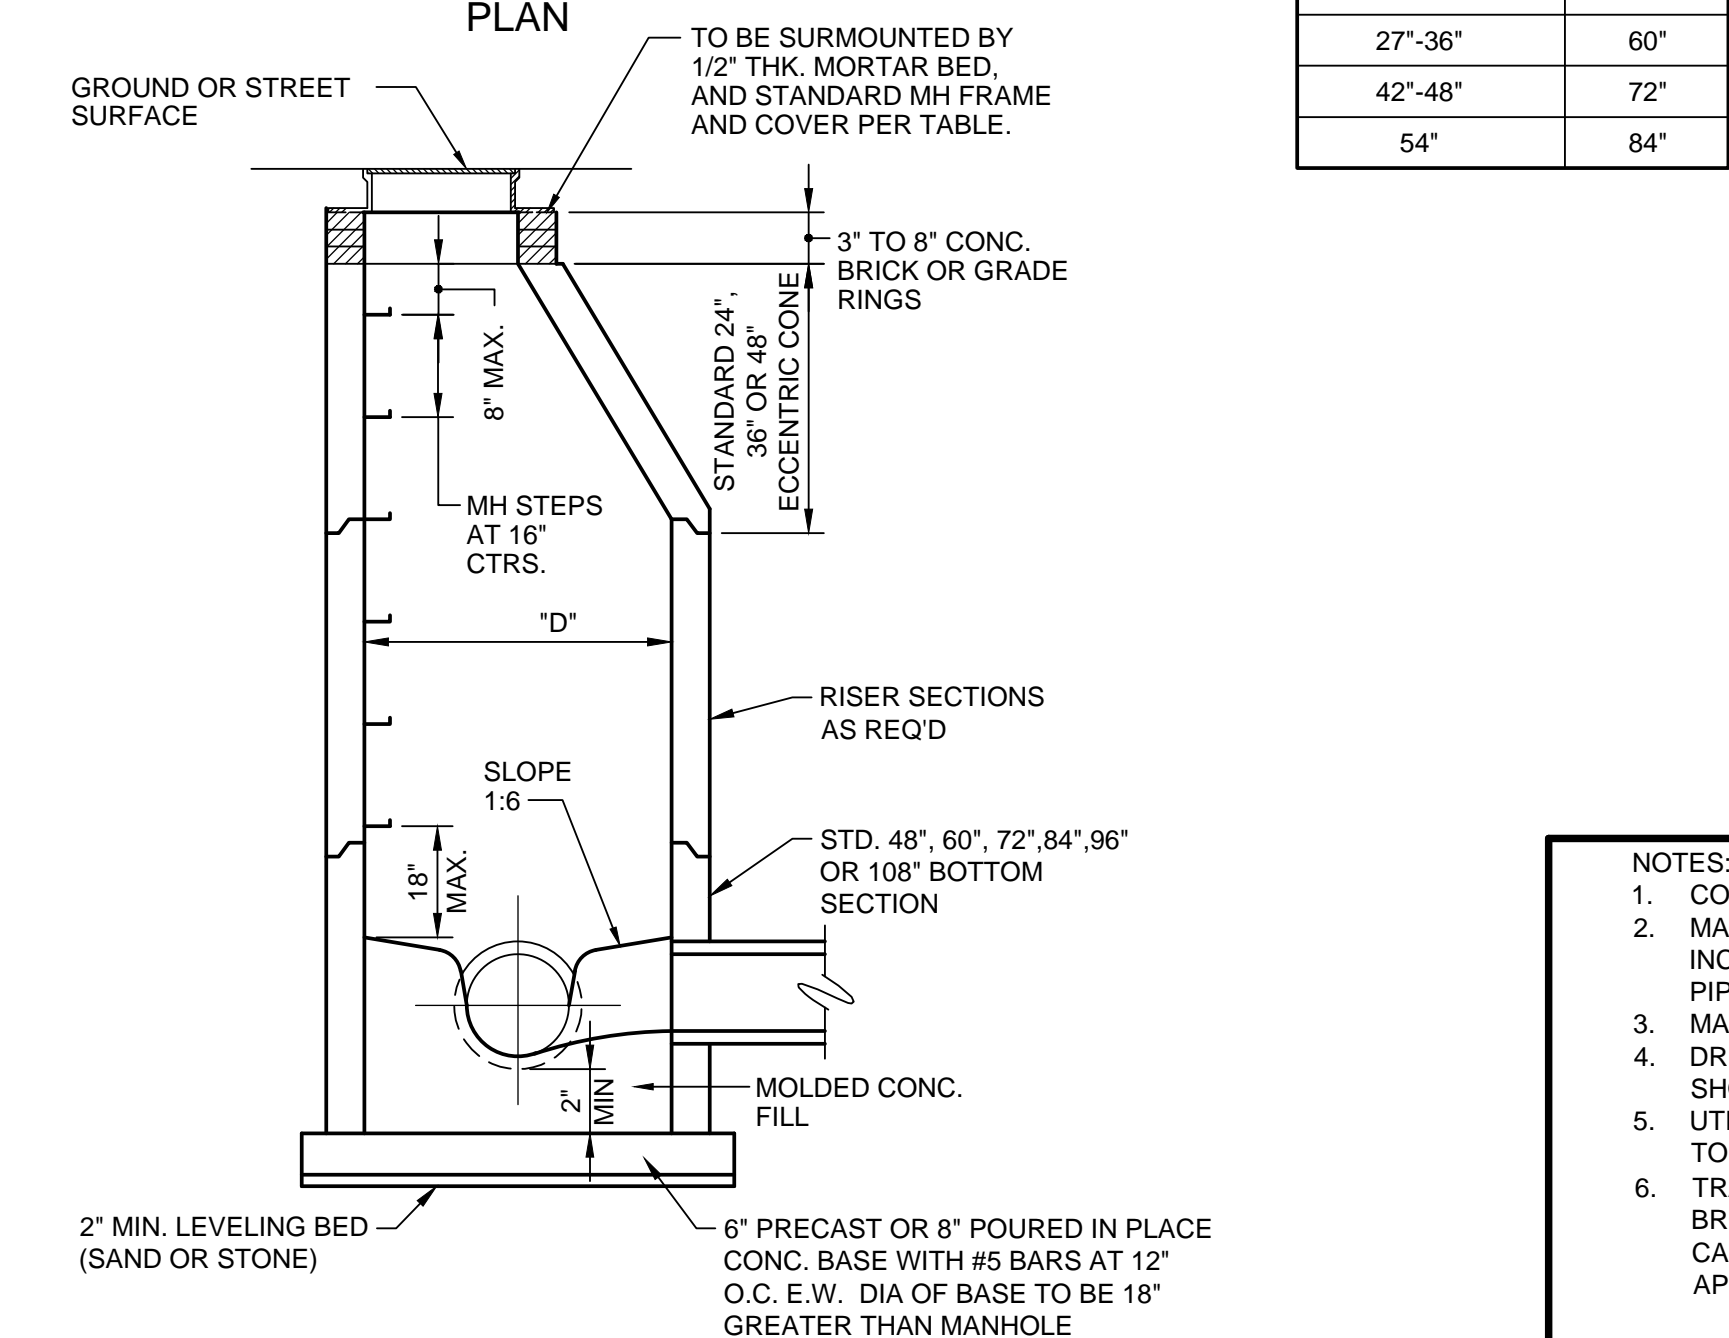 PLAN
TO BE SURMOUNTED BY
1/2" THK. MORTAR BED,
AND STANDARD MH FRAME
AND COVER PER TABLE.
GROUND OR STREET
SURFACE
27"-36" 60"
42"-48" 72"
54" 84"
3" TO 8" CONC.
BRICK OR GRADE
RINGS
STANDARD 24",
36" OR 48"
ECCENTRIC CONE
8" MAX.
MH STEPS
AT 16"
CTRS.
"D"
RISER SECTIONS
AS REQ'D
SLOPE
1:6
STD. 48", 60", 72",84",96"
OR 108" BOTTOM
SECTION
18"
MAX.
2"
MIN
MOLDED CONC.
FILL
2" MIN. LEVELING BED
(SAND OR STONE)
6" PRECAST OR 8" POURED IN PLACE
CONC. BASE WITH #5 BARS AT 12"
O.C. E.W. DIA OF BASE TO BE 18"
GREATER THAN MANHOLE
NOTES:
1.
2.
3.
4.
5.
TO
6.